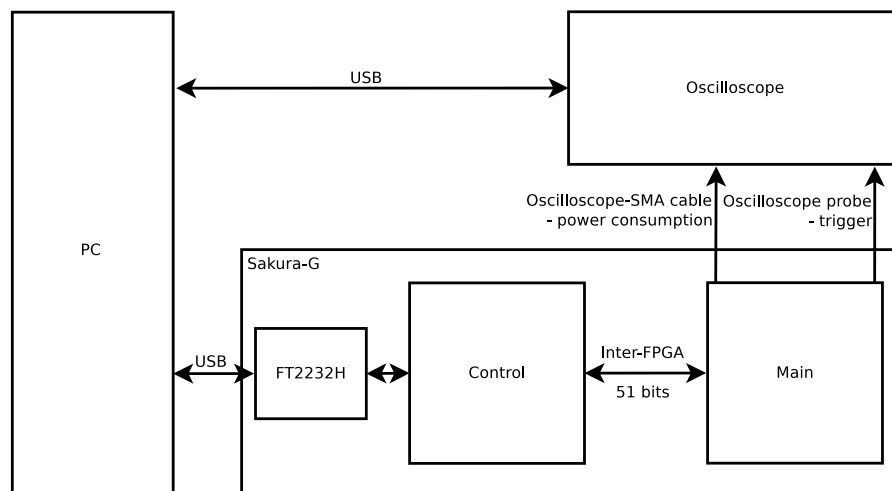 USB
Oscilloscope
Oscilloscope-SMA cable
- power consumption
Oscilloscope probe
- trigger
PC
Sakura-G
USB
FT2232H
Control
Inter-FPGA
51 bits
Main